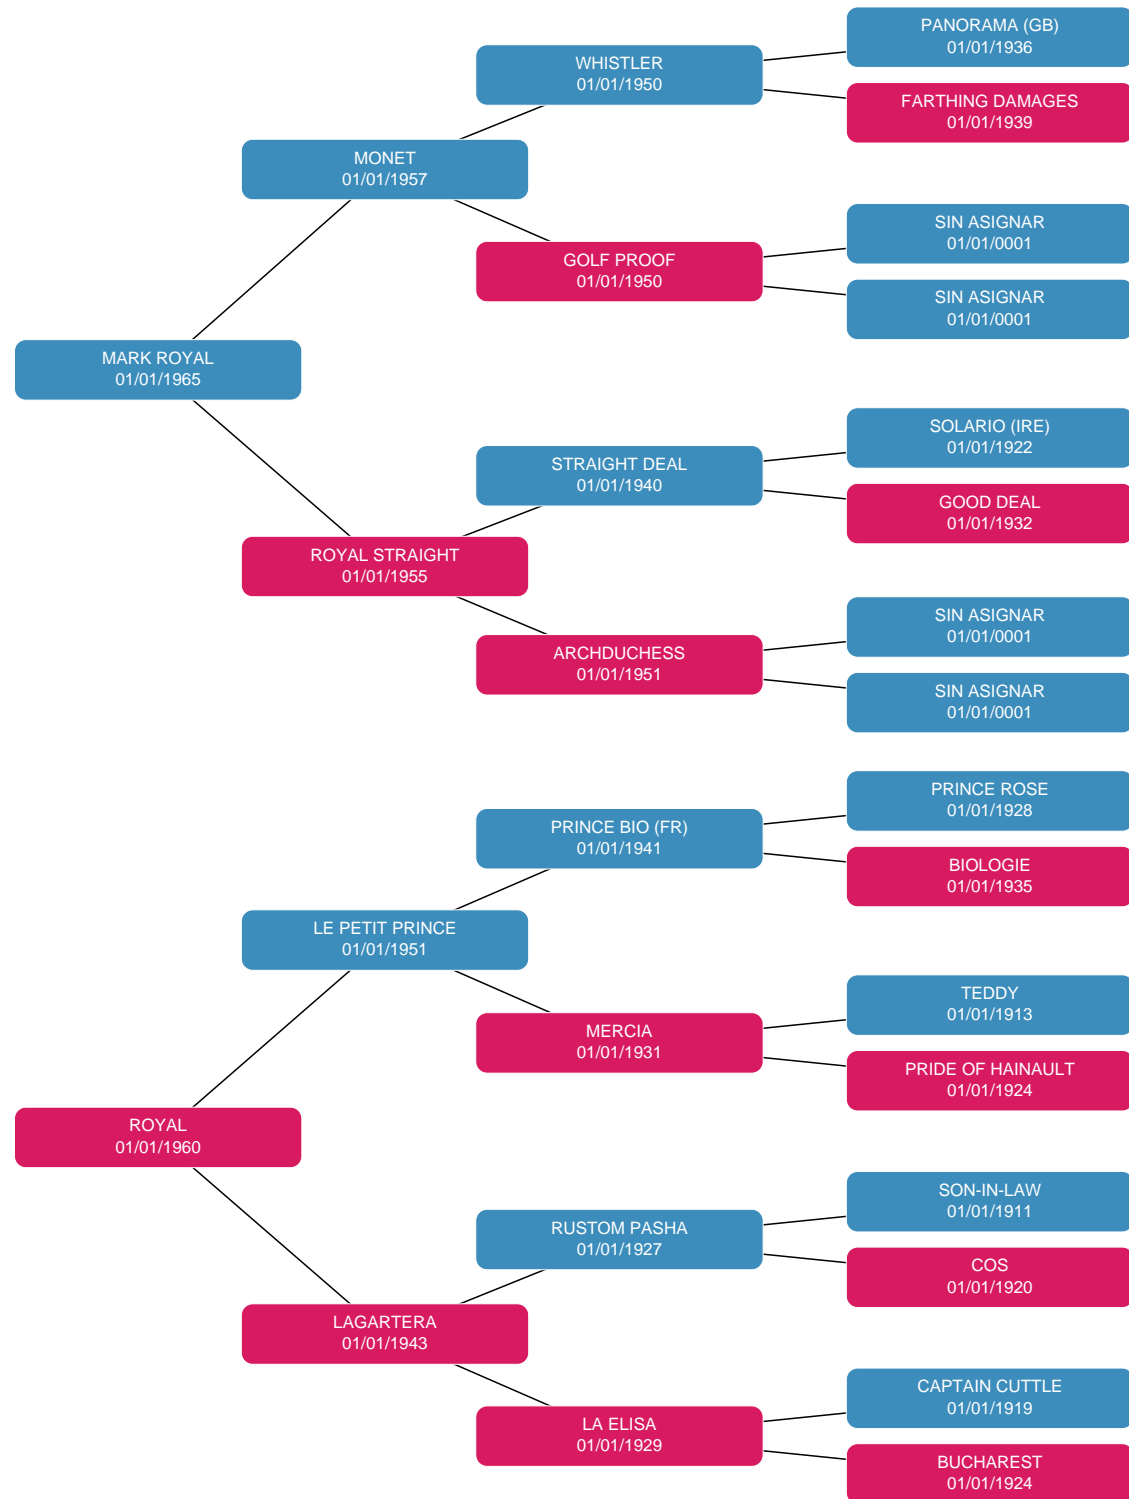 PANORAMA (GB)
01/01/1936
WHISTLER
01/01/1950
FARTHING DAMAGES
01/01/1939
MONET
01/01/1957
SIN ASIGNAR
01/01/0001
GOLF PROOF
01/01/1950
SIN ASIGNAR
01/01/0001
MARK ROYAL
01/01/1965
SOLARIO (IRE)
01/01/1922
STRAIGHT DEAL
01/01/1940
GOOD DEAL
01/01/1932
ROYAL STRAIGHT
01/01/1955
SIN ASIGNAR
01/01/0001
ARCHDUCHESS
01/01/1951
SIN ASIGNAR
01/01/0001
PRINCE ROSE
01/01/1928
PRINCE BIO (FR)
01/01/1941
BIOLOGIE
01/01/1935
LE PETIT PRINCE
01/01/1951
TEDDY
01/01/1913
MERCIA
01/01/1931
PRIDE OF HAINAULT
01/01/1924
ROYAL
01/01/1960
SON-IN-LAW
01/01/1911
RUSTOM PASHA
01/01/1927
COS
01/01/1920
LAGARTERA
01/01/1943
CAPTAIN CUTTLE
01/01/1919
LA ELISA
01/01/1929
BUCHAREST
01/01/1924